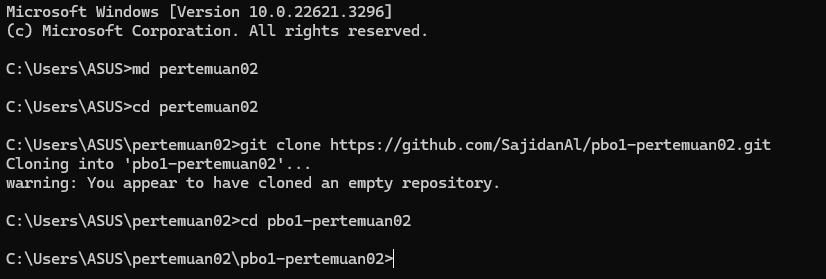 Microsoft Windows [Version 10.0.22621.3296]
(c) Microsoft Corporation. All rights reserved.
C:\Users\ASUS>md pertemuan02
C:\Users\ASUS>cd pertemuan02
C:\Users\ASUS\pertemuan02>git clone https://github.com/SajidanAl/pbo1-pertemuan02.git
Cloning into 'pbo1-pertemuan02'...
warning: You appear to have cloned an empty repository.
C:\Users\ASUS\pertemuan02>cd pbo1-pertemuan02
C:\Users\ASUS\pertemuan02\pbo1-pertemuan02>